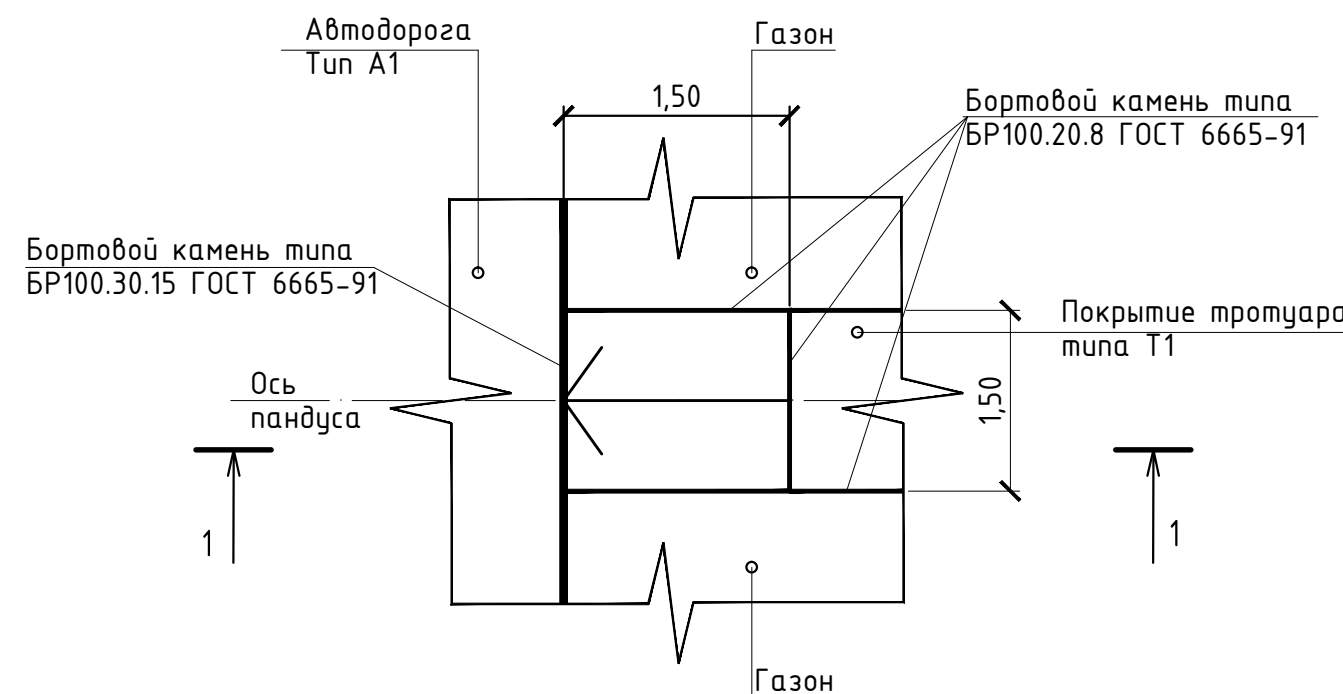 Автодорога
Тип А1
Газон
1,50
Бортовой камень типа
БР100.20.8 ГОСТ 6665-91
Бортовой камень типа
БР100.30.15 ГОСТ 6665-91
Покрытие тротуара
типа Т1
Ось
пандуса
1,50
1
1
Газон